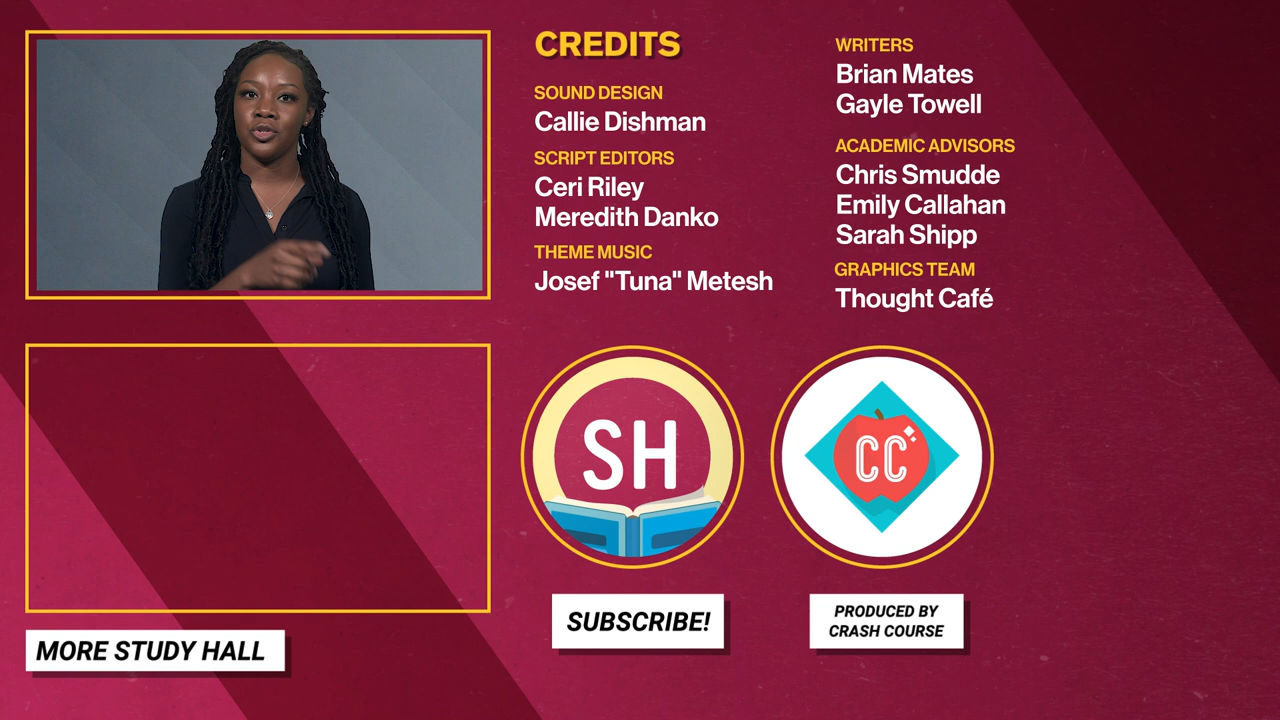 CREDITS
SOUND DESIGN
Callie Dishman
SCRIPT EDITORS
Ceri Riley
Meredith Danko
THEME MUSIC
Josef "Tuna" Metesh
WRITERS
Brian Mates
Gayle Towell
ACADEMIC ADVISORS
Chris Smudde
Emily Callahan
Sarah Shipp
GRAPHICS TEAM
Thought Café
SH
CC
SUBSCRIBE!
PRODUCED BY
CRASH COURSE
MORE STUDY HALL